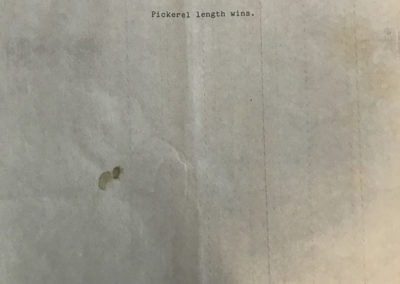 Pickerel length wins.